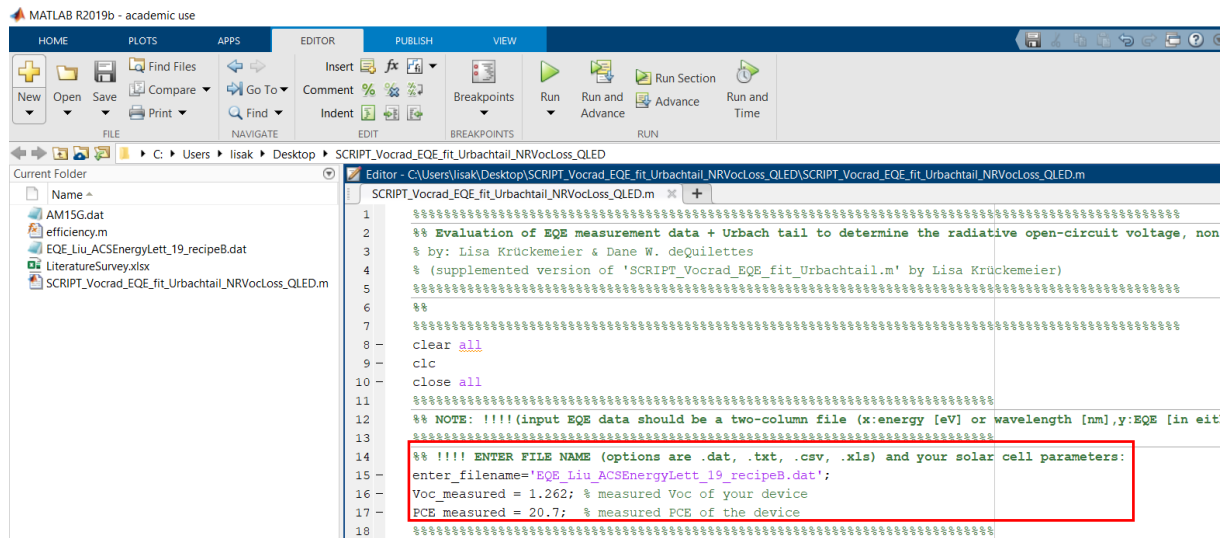 MATLAB R2019b - academic use
HOME PLOTS APPS EDITOR PUBLISH VIEW
New Open Save Find Files Compare Print
Go To Find
Insert fx
Comment
Indent
Breakpoints
Run Run and Advance Run Section Advance Run and Time
FILE NAVIGATE EDIT BREAKPOINTS RUN
C: Users lisak Desktop SCRIPT_Vocrad_EQE_fit_Urbachtail_NRVocLoss_QLED
Current Folder
Name
AM15G.dat
efficiency.m
EQE_Liu_ACSEnergyLett_19_recipeB.dat
LiteratureSurvey.xlsx
SCRIPT_Vocrad_EQE_fit_Urbachtail_NRVocLoss_QLED.m
Editor - C:\Users\lisak\Desktop\SCRIPT_Vocrad_EQE_fit_Urbachtail_NRVocLoss_QLED\SCRIPT_Vocrad_EQE_fit_Urbachtail_NRVocLoss_QLED.m
SCRIPT_Vocrad_EQE_fit_Urbachtail_NRVocLoss_QLED.m
1 %%%%%%%%%%%%%%%%%%%%%%%%%%%%%%%%%%%%%%%%%%%%%%%%%%%%%%%%%%%%%%%%%%%%%%%%%%%%%%%%%%%%%%%%%%%%%%%%%%%%%
2 %% Evaluation of EQE measurement data + Urbach tail to determine the radiative open-circuit voltage, non
3 % by: Lisa Krückemeier & Dane W. deQuilettes
4 % (supplemented version of 'SCRIPT_Vocrad_EQE_fit_Urbachtail.m' by Lisa Krückemeier)
5 %%%%%%%%%%%%%%%%%%%%%%%%%%%%%%%%%%%%%%%%%%%%%%%%%%%%%%%%%%%%%%%%%%%%%%%%%%%%%%%%%%%%%%%%%%%%%%%%%%%%%
6 %%
7 %%%%%%%%%%%%%%%%%%%%%%%%%%%%%%%%%%%%%%%%%%%%%%%%%%%%%%%%%%%%%%%%%%%%%%%%%%%%%%%%%%%%%%%%%%%%%%%%%%%%%
8 – clear all
9 – clc
10 – close all
11 %%%%%%%%%%%%%%%%%%%%%%%%%%%%%%%%%%%%%%%%%%%%%%%%%%%%%%%%%%%%%%%%%%%%%%%%%%%%%
12 %% NOTE: !!!!(input EQE data should be a two-column file (x:energy [eV] or wavelength [nm],y:EQE [in eit
13 %%%%%%%%%%%%%%%%%%%%%%%%%%%%%%%%%%%%%%%%%%%%%%%%%%%%%%%%%%%%%%%%%%%%%%%%%%%%%
14 %% !!!! ENTER FILE NAME (options are .dat, .txt, .csv, .xls) and your solar cell parameters:
15 – enter_filename='EQE_Liu_ACSEnergyLett_19_recipeB.dat';
16 – Voc_measured = 1.262; % measured Voc of your device
17 – PCE_measured = 20.7; % measured PCE of the device
18 %%%%%%%%%%%%%%%%%%%%%%%%%%%%%%%%%%%%%%%%%%%%%%%%%%%%%%%%%%%%%%%%%%%%%%%%%%%%%